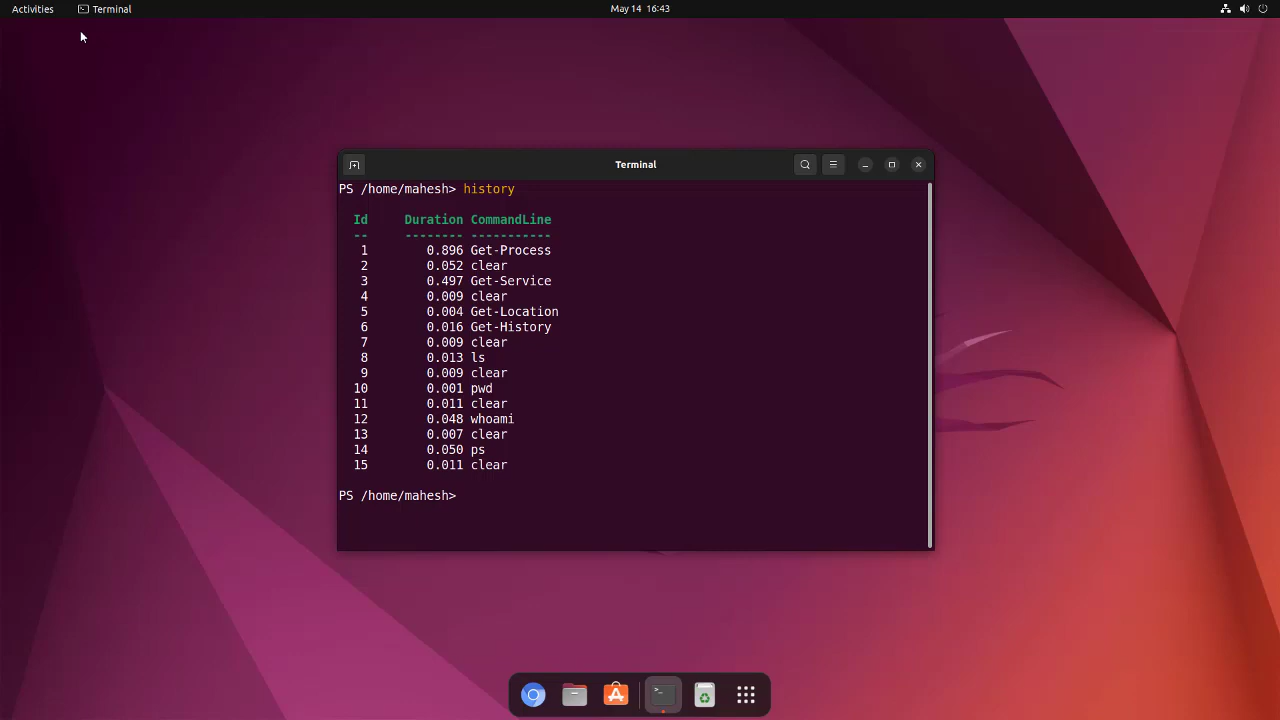 Activities Terminal May 14 16:43
Terminal
PS /home/mahesh> history
Id Duration CommandLine
-- -------- -----------
1 0.896 Get-Process
2 0.052 clear
3 0.497 Get-Service
4 0.009 clear
5 0.004 Get-Location
6 0.016 Get-History
7 0.009 clear
8 0.013 ls
9 0.009 clear
10 0.001 pwd
11 0.011 clear
12 0.048 whoami
13 0.007 clear
14 0.050 ps
15 0.011 clear
PS /home/mahesh>